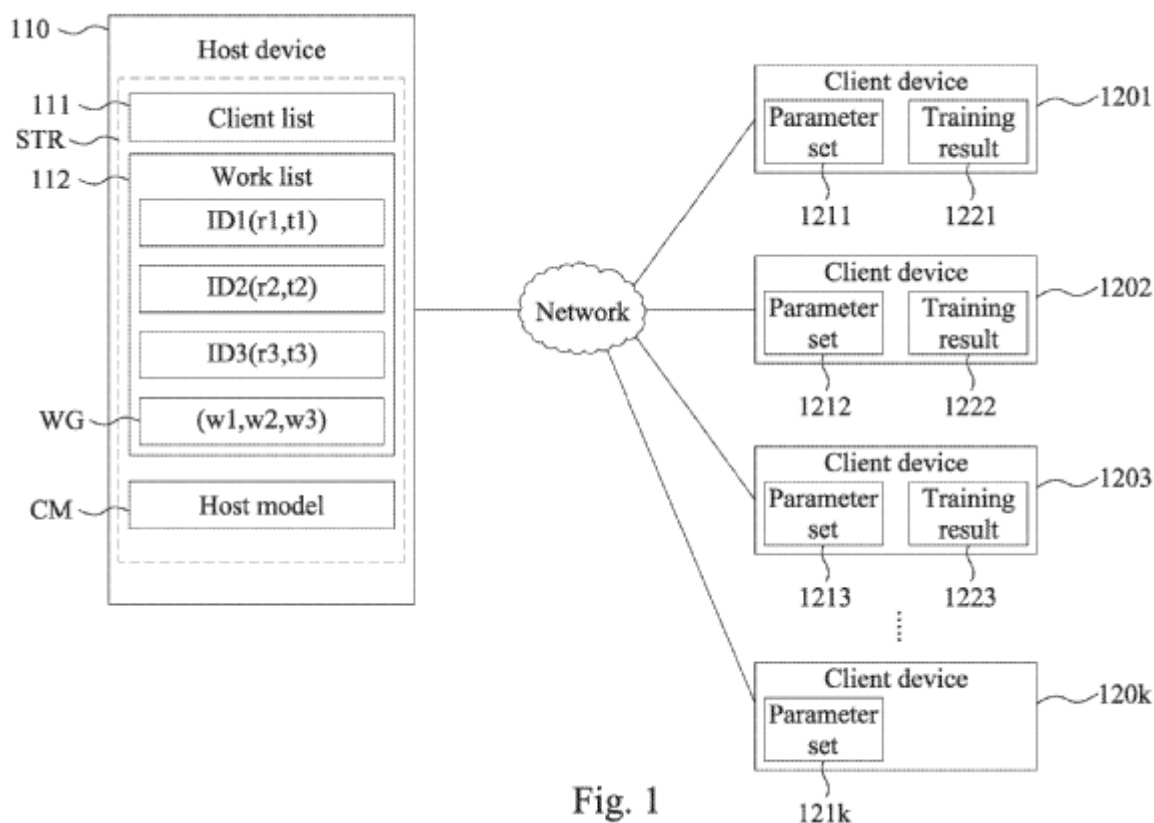 110
Host device
111
Client list
STR
112
Work list
ID1(r1,t1)
ID2(r2,t2)
ID3(r3,t3)
WG
(w1,w2,w3)
CM
Host model
Network
Client device
1201
Parameter
set
Training
result
1211
1221
Client device
1202
Parameter
set
Training
result
1212
1222
Client device
1203
Parameter
set
Training
result
1213
1223
Client device
120k
Parameter
set
121k
Fig. 1